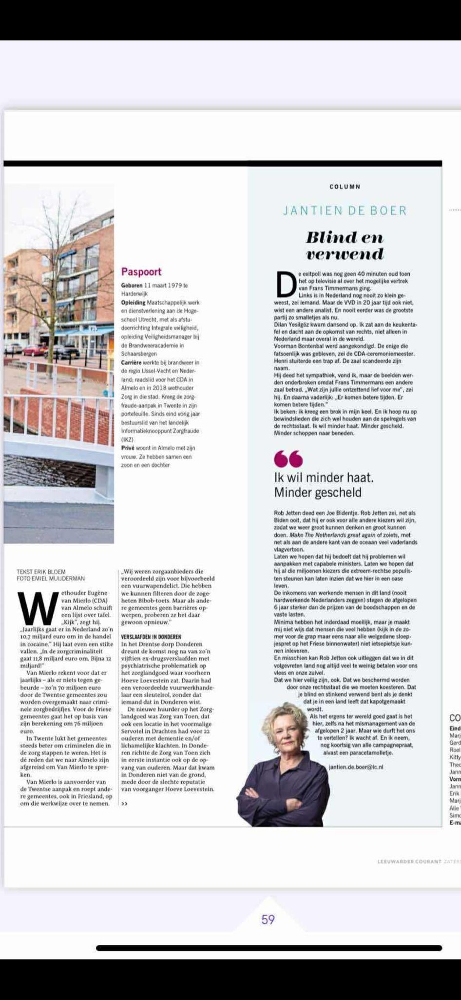 COLUMN
JANTIEN DE BOER
Blind en
verwend
De exitpoll was nog geen 40 minuten oud toen
het op televisie al over het mogelijke vertrek
van Frans Timmermans ging.
Links is in Nederland nog nooit zo klein ge-
weest, zei iemand. Maar de VVD in 20 jaar tijd ook niet,
wist een andere analist. En nooit eerder was de grootste
partij zo smalletjes als nu.
Dilan Yesilgöz kwam dansend op. Ik zat aan de keukenta-
fel en dacht aan de opkomst van rechts, niet alleen in
Nederland maar overal in de wereld.
Voorman Bontenbal werd aangekondigd. De enige die
fatsoenlijk was gebleven, zei de CDA-ceremoniemeester.
Henri stuiterde een trap af. De zaal scandeerde zijn
naam.
Hij deed het sympathiek, vond ik, maar de beelden wer-
den onderbroken omdat Frans Timmermans een andere
zaal betrad. „Wat zijn jullie ontzettend lief voor me”, zei
hij. En daarna vaderlijk: „Er komen betere tijden. Er
komen betere tijden.”
Ik beken: ik kreeg een brok in mijn keel. En ik hoop nu op
bewindslieden die zich wel houden aan de spelregels van
de rechtsstaat. Ik wil minder haat. Minder gescheld.
Minder schoppen naar beneden.
Ik wil minder haat.
Minder gescheld
Rob Jetten deed een Joe Bidentje. Rob Jetten zei, net als
Biden ooit, dat hij er ook voor alle andere kiezers wil zijn,
zodat we weer groot kunnen denken en groot kunnen
doen. Make The Netherlands great again of zoiets, met
net als aan de andere kant van de oceaan veel vaderlands
vlagvertoon.
Laten we hopen dat hij bedoelt dat hij problemen wil
aanpakken met capabele ministers. Laten we hopen dat
hij al die miljoenen kiezers die extreem-rechtse populis-
ten steunen kan laten inzien dat we hier in een oase
leven.
De inkomens van werkende mensen in dit land (nooit
hardwerkende Nederlanders zeggen) stegen de afgelopen
6 jaar sterker dan de prijzen van de boodschappen en de
vaste lasten.
Minima hebben het inderdaad moeilijk, maar je maakt
mij niet wijs dat mensen die veel hebben (kijk in de zo-
mer voor de grap maar eens naar alle welgedane sloep-
jespret op het Friese binnenwater) niet ietsepietsje kun-
nen inleveren.
En misschien kan Rob Jetten ook uitleggen dat we in dit
volgevreten land nog altijd veel te weinig betalen voor ons
vlees en onze zuivel.
Dat we hier veilig zijn, ook. Dat we beschermd worden
door onze rechtsstaat die we moeten koesteren. Dat
je blind en stinkend verwend bent als je denkt
dat je in een land leeft dat kapotgemaakt
wordt.
Als het ergens ter wereld goed gaat is het
hier, zelfs na het mismanagement van de
afgelopen 2 jaar. Maar wie durft het ons
te vertellen? Ik wacht af. En ik neem,
nog koortsig van alle campagnepraat,
alvast een paracetamolletje.
jantien.de.boer@lc.nl
Paspoort
Geboren 11 maart 1979 te
Harderwijk
Opleiding Maatschappelijk werk
en dienstverlening aan de Hoge-
school Utrecht, met als afstu-
deerrichting Integrale veiligheid,
opleiding Veiligheidsmanager bij
de Brandweeracademie in
Schaarsbergen
Carrière werkte bij brandweer in
de regio IJssel-Vecht en Neder-
land; raadslid voor het CDA in
Almelo en in 2018 wethouder
Zorg in die stad. Kreeg de zorg-
fraude-aanpak in Twente in zijn
portefeuille. Sinds eind vorig jaar
bestuurslid van het landelijk
Informatieknooppunt Zorgfraude
(IKZ)
Privé woont in Almelo met zijn
vrouw. Ze hebben samen een
zoon en een dochter
TEKST ERIK BLOEM
FOTO EMIEL MUIJDERMAN
Wethouder Eugène
van Mierlo (CDA)
van Almelo schuift
een lijst over tafel.
„Kijk”, zegt hij.
„Jaarlijks gaat er in Nederland zo'n
10,7 miljard euro om in de handel
in cocaïne.” Hij laat even een stilte
vallen. „In de zorgcriminaliteit
gaat 11,8 miljard euro om. Bijna 12
miljard!”
Van Mierlo rekent voor dat er
jaarlijks – als er niets tegen ge-
beurde – zo'n 70 miljoen euro
door de Twentse gemeentes zou
worden overgemaakt naar crimi-
nele zorgbedrijfjes. Voor de Friese
gemeentes gaat het op basis van
zijn berekening om 76 miljoen
euro.
In Twente lukt het gemeentes
steeds beter om criminelen die in
de zorg stappen te weren. Het is
dé reden dat we naar Almelo zijn
afgereisd om Van Mierlo te spre-
ken.
Van Mierlo is aanvoerder van
de Twentse aanpak en roept ande-
re gemeentes, ook in Friesland, op
om die werkwijze over te nemen.
„Wij weren zorgaanbieders die
veroordeeld zijn voor bijvoorbeeld
een vuurwapendelict. Die hebben
we kunnen filteren door de zoge-
heten Bibob-toets. Maar als ande-
re gemeentes geen barrières op-
werpen, proberen ze het daar
gewoon opnieuw.”
VERSLAAFDEN IN DONDEREN
In het Drentse dorp Donderen
dreunt de komst nog na van zo'n
vijftien ex-drugsverslaafden met
psychiatrische problematiek op
het zorglandgoed waar voorheen
Hoeve Loevestein zat. Daarin had
een veroordeelde vuurwerkhande-
laar een sleutelrol, zonder dat
iemand dat in Donderen wist.
De nieuwe huurder op het Zorg-
landgoed was Zorg van Toen, dat
ook een locatie in het voormalige
Servotel in Drachten had voor 22
ouderen met dementie en/of
lichamelijke klachten. In Donde-
ren richtte de Zorg van Toen zich
in eerste instantie ook op de op-
vang van ouderen. Maar dat kwam
in Donderen niet van de grond,
mede door de slechte reputatie
van voorganger Hoeve Loevestein.
>>
CO
Eind
Marj
Gerd
Roel
Kitty
Theo
Jann
Vorm
Jann
Erik
Marj
Alie
Simo
E-ma
LEEUWARDER COURANT ZATER
59